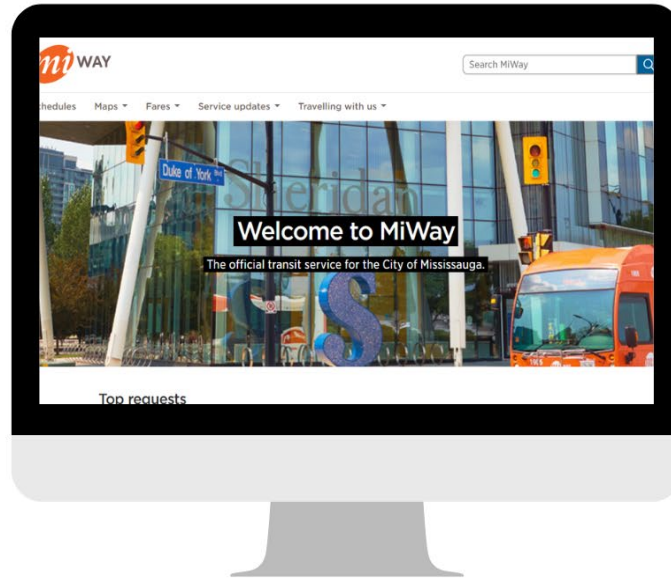 mi WAY
Search MiWay
chedules Maps Fares Service updates Travelling with us
Duke of York Blvd
Sheridan
Welcome to MiWay
The official transit service for the City of Mississauga.
S
Top requests